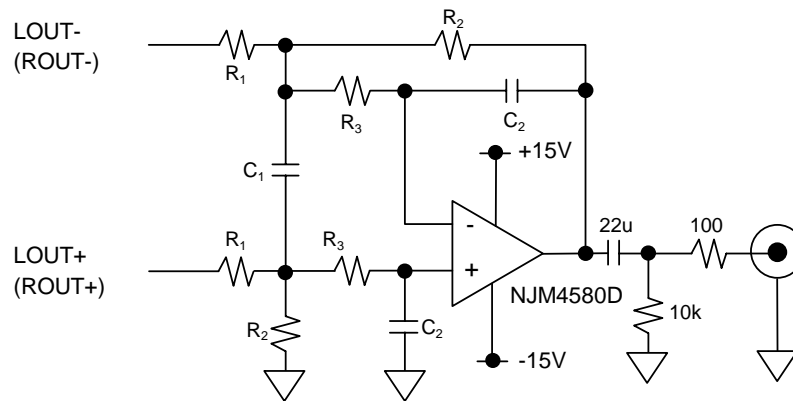 LOUT-
(ROUT-)
R1
R2
R3
C2
+15V
C1
-
22u
100
LOUT+
(ROUT+)
R1
R3
+
NJM4580D
R2
C2
10k
-15V